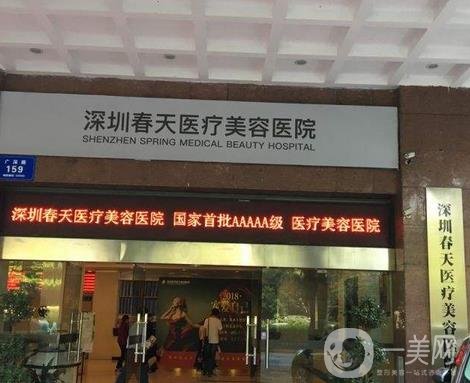 深圳春天医疗美容医院
SHENZHEN SPRING MEDICAL BEAUTY HOSPITAL
159
深圳春天医疗美容医院 国家首批AAAAA级 医疗美容医院
深圳春天医疗美容
2018
一美网